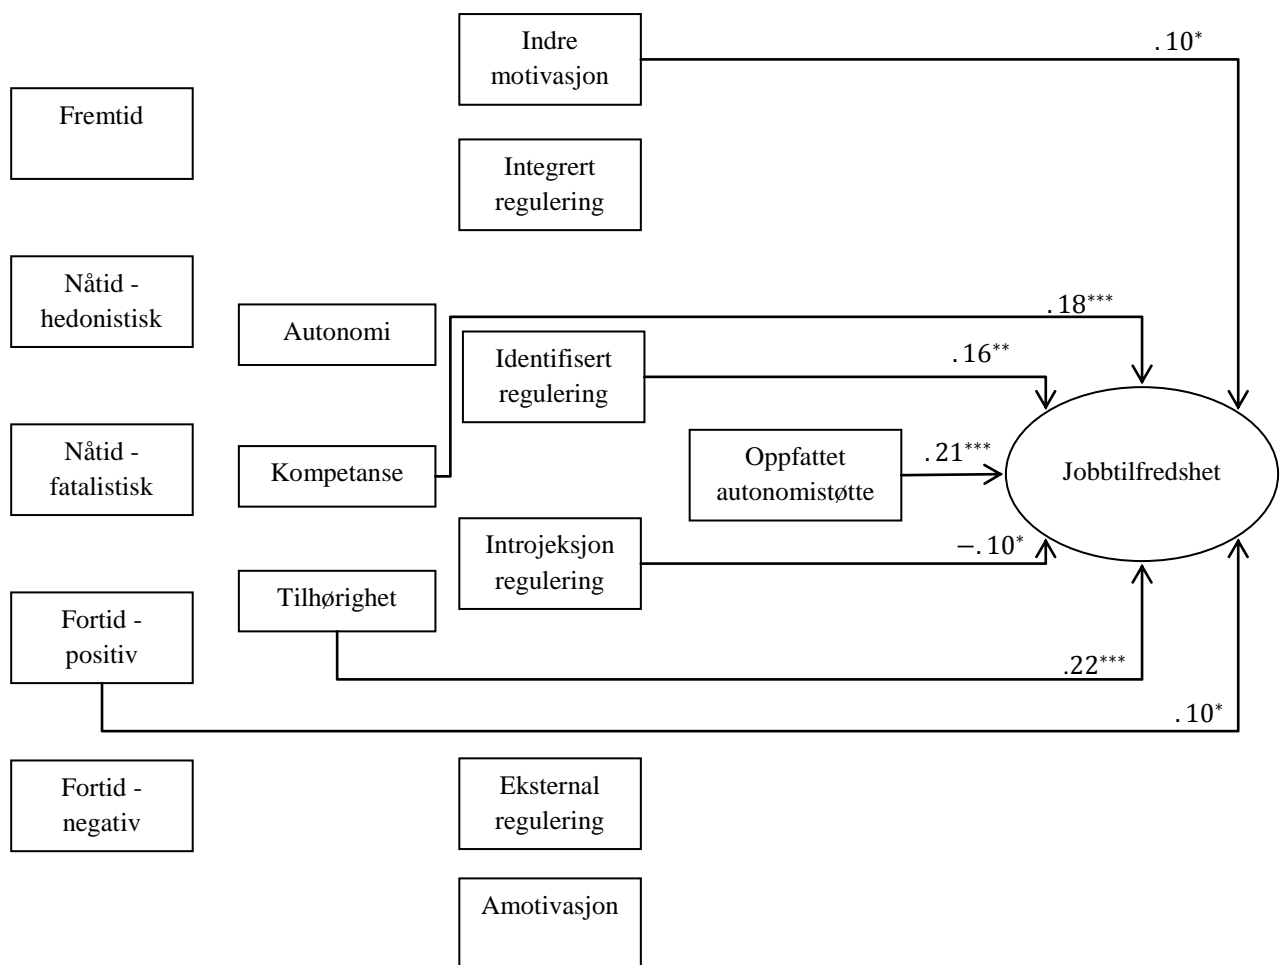 Indre
motivasjon
. 10*
Fremtid
Integrert
regulering
Nåtid -
hedonistisk
Autonomi
. 18***
Identifisert
regulering
. 16**
Nåtid -
fatalistisk
Kompetanse
Oppfattet
autonomistøtte
. 21***
Jobbtilfredshet
Introjeksjon
regulering
−. 10*
Tilhørighet
Fortid -
positiv
.22***
. 10*
Fortid -
negativ
Eksternal
regulering
Amotivasjon